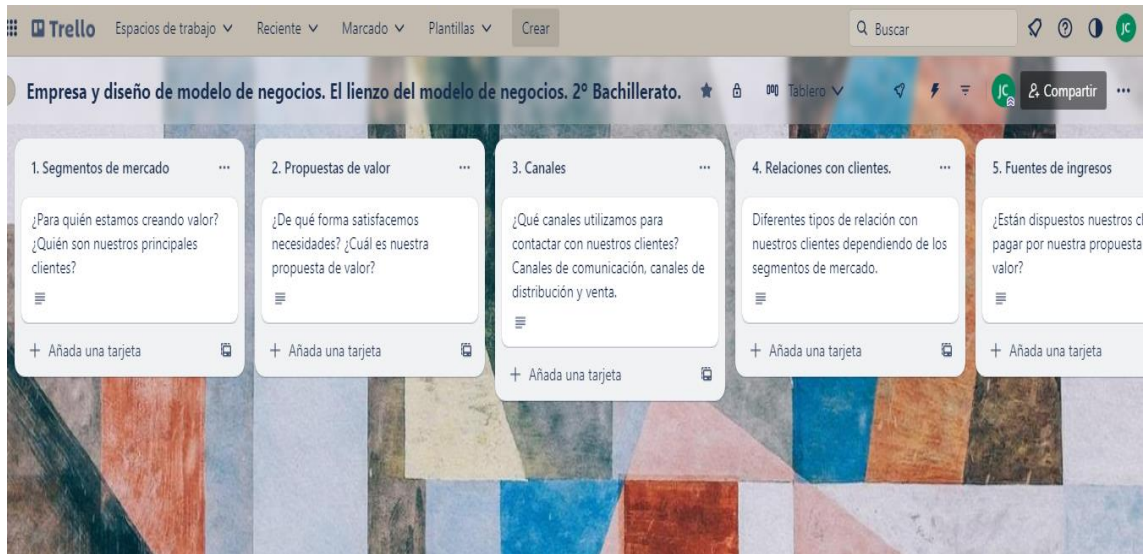 Trello Espacios de trabajo Reciente Marcado Plantillas Crear Buscar JC
Empresa y diseño de modelo de negocios. El lienzo del modelo de negocios. 2º Bachillerato. Tablero JC Compartir
1. Segmentos de mercado
¿Para quién estamos creando valor?
¿Quién son nuestros principales
clientes?
+ Añada una tarjeta
2. Propuestas de valor
¿De qué forma satisfacemos
necesidades? ¿Cuál es nuestra
propuesta de valor?
+ Añada una tarjeta
3. Canales
¿Qué canales utilizamos para
contactar con nuestros clientes?
Canales de comunicación, canales de
distribución y venta.
+ Añada una tarjeta
4. Relaciones con clientes.
Diferentes tipos de relación con
nuestros clientes dependiendo de los
segmentos de mercado.
+ Añada una tarjeta
5. Fuentes de ingresos
¿Están dispuestos nuestros
pagar por nuestra propuesta
valor?
+ Añada una tarjeta